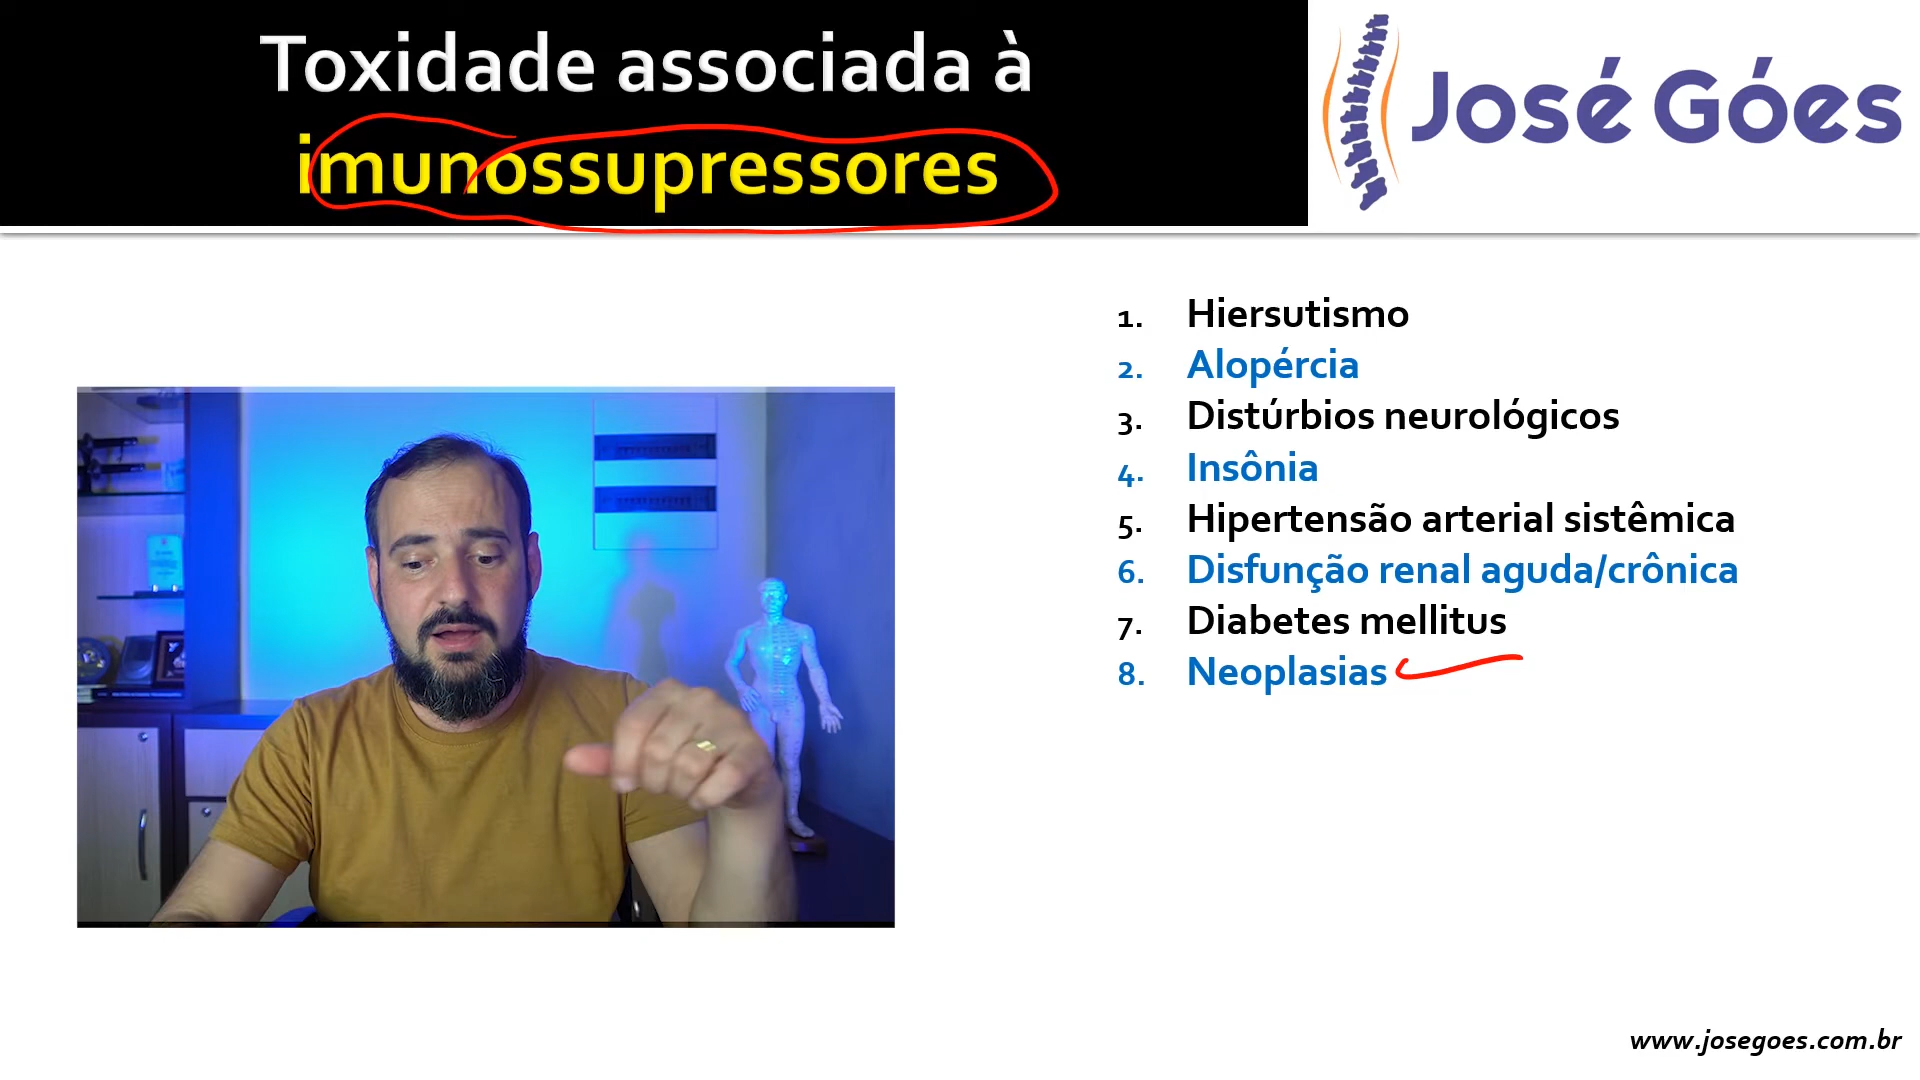 Toxidade associada à
imunossupressores
José Góes
1. Hiersutismo
2. Alopércia
3. Distúrbios neurológicos
4. Insônia
5. Hipertensão arterial sistêmica
6. Disfunção renal aguda/crônica
7. Diabetes mellitus
8. Neoplasias
www.josegoes.com.br